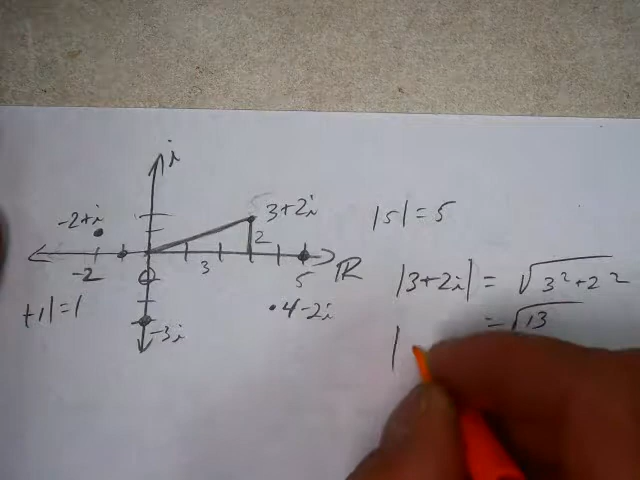 i
-2+i
3+2i
|5| = 5
2
3
-2
5
ℝ
|3+2i| = √3²+2²
0
-1| = 1
-3i
4-2i
= √13
|